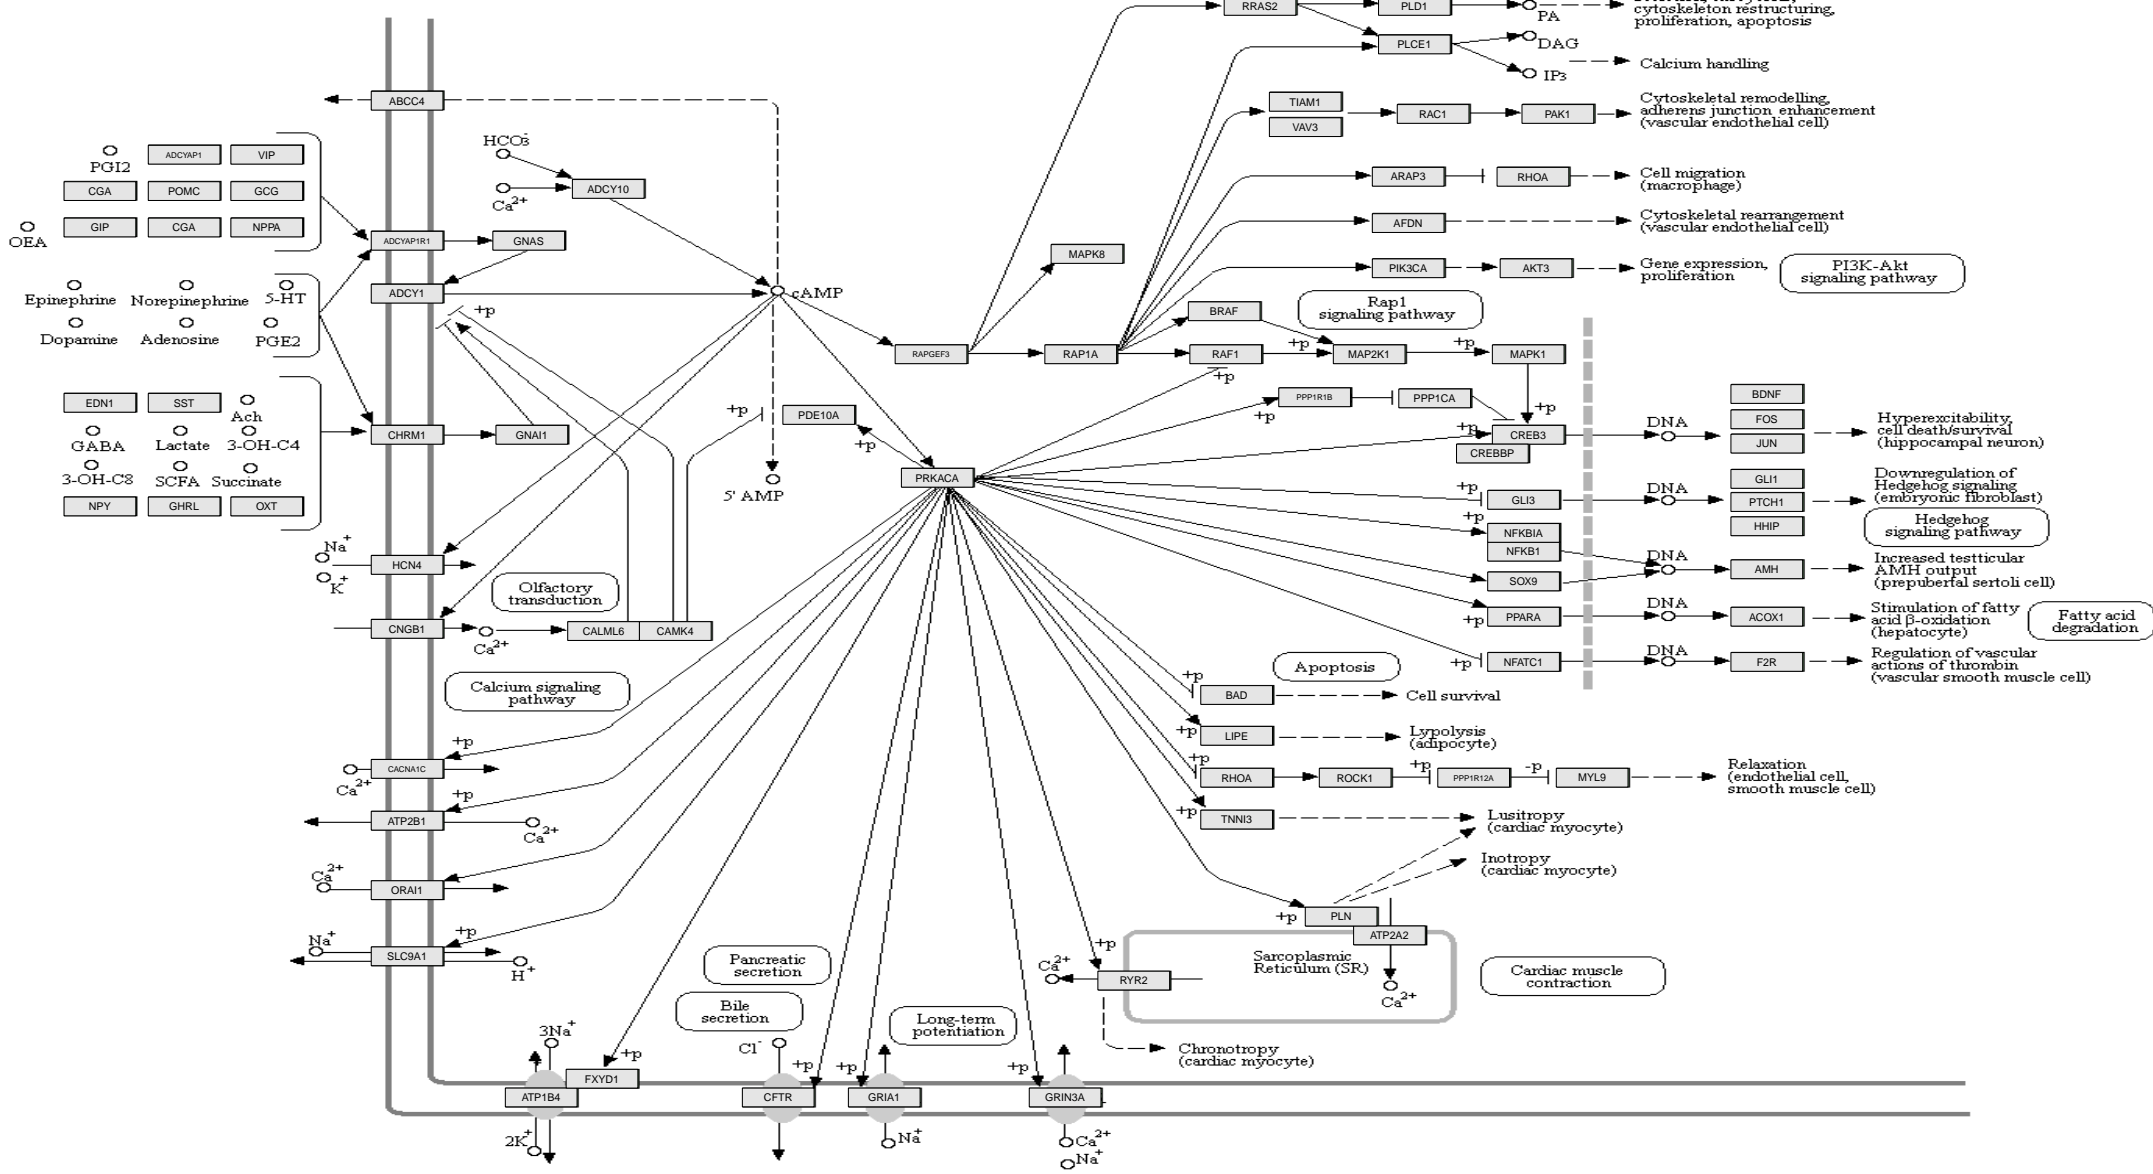 RRAS2
PLD1
PA
cytoskeleton restructuring,
proliferation, apoptosis
PLCE1
DAG
IP3
Calcium handling
ABCC4
TIAM1
VAV3
RAC1
PAK1
Cytoskeletal remodelling,
adherens junction enhancement
(vascular endothelial cell)
HCO3-
PGI2
ADCYAP1
VIP
CGA
POMC
GCG
ADCY10
Ca2+
ARAP3
RHOA
Cell migration
(macrophage)
OEA
GIP
CGA
NPPA
ADCYAP1R1
GNAS
AFDN
Cytoskeletal rearrangement
(vascular endothelial cell)
MAPK8
PIK3CA
AKT3
Gene expression,
proliferation
PI3K-Akt
signaling pathway
Epinephrine
Norepinephrine
5-HT
ADCY1
cAMP
Dopamine
Adenosine
PGE2
+p
BRAF
Rap1
signaling pathway
RAPGEF3
RAP1A
RAF1
+p
MAP2K1
+p
MAPK1
+p
EDN1
SST
Ach
+p
PDE10A
+p
PPP1R1B
+p
PPP1CA
+p
BDNF
GABA
Lactate
3-OH-C4
CHRM1
GNAI1
+p
CREB3
CREBBP
DNA
FOS
JUN
Hyperexcitability,
cell death/survival
(hippocampal neuron)
3-OH-C8
SCFA
Succinate
5' AMP
PRKACA
NPY
GHRL
OXT
+p
GLI3
DNA
GLI1
PTCH1
HHIP
Downregulation of
Hedgehog signaling
(embryonic fibroblast)
Hedgehog
signaling pathway
+p
NFKBIA
NFKB1
DNA
SOX9
AMH
Increased testticular
AMH output
(prepuberfal sertoli cell)
Na+
K+
HCN4
Olfactory
transduction
CNGB1
Ca2+
CALML6
CAMK4
PPARA
+p
DNA
ACOX1
Stimulation of fatty
acid β-oxidation
(hepatocyte)
Fatty acid
degradation
NFATC1
+p
DNA
F2R
Regulation of vascular
actions of thrombin
(vascular smooth muscle cell)
Calcium signaling
pathway
Apoptosis
+p
BAD
Cell survival
+p
LIPE
Lypolysis
(adipocyte)
+p
CACNA1C
Ca2+
+p
RHOA
ROCK1
+p
PPP1R12A
-p
MYL9
Relaxation
(endothelial cell,
smooth muscle cell)
+p
ATP2B1
Ca2+
+p
TNNI3
Lusitropy
(cardiac myocyte)
Inotropy
(cardiac myocyte)
Ca2+
ORAI1
+p
PLN
ATP2A2
Na+
+p
SLC9A1
H+
Pancreatic
secretion
Bile
secretion
Long-term
potentiation
+p
Ca2+
RYR2
Sarcoplasmic
Reticulum (SR)
Ca2+
Cardiac muscle
contraction
Chronotropy
(cardiac myocyte)
3Na+
+p
FXYD1
ATP1B4
2K+
Cl-
+p
CFTR
+p
GRIA1
Na+
+p
GRIN3A
Ca2+
Na+